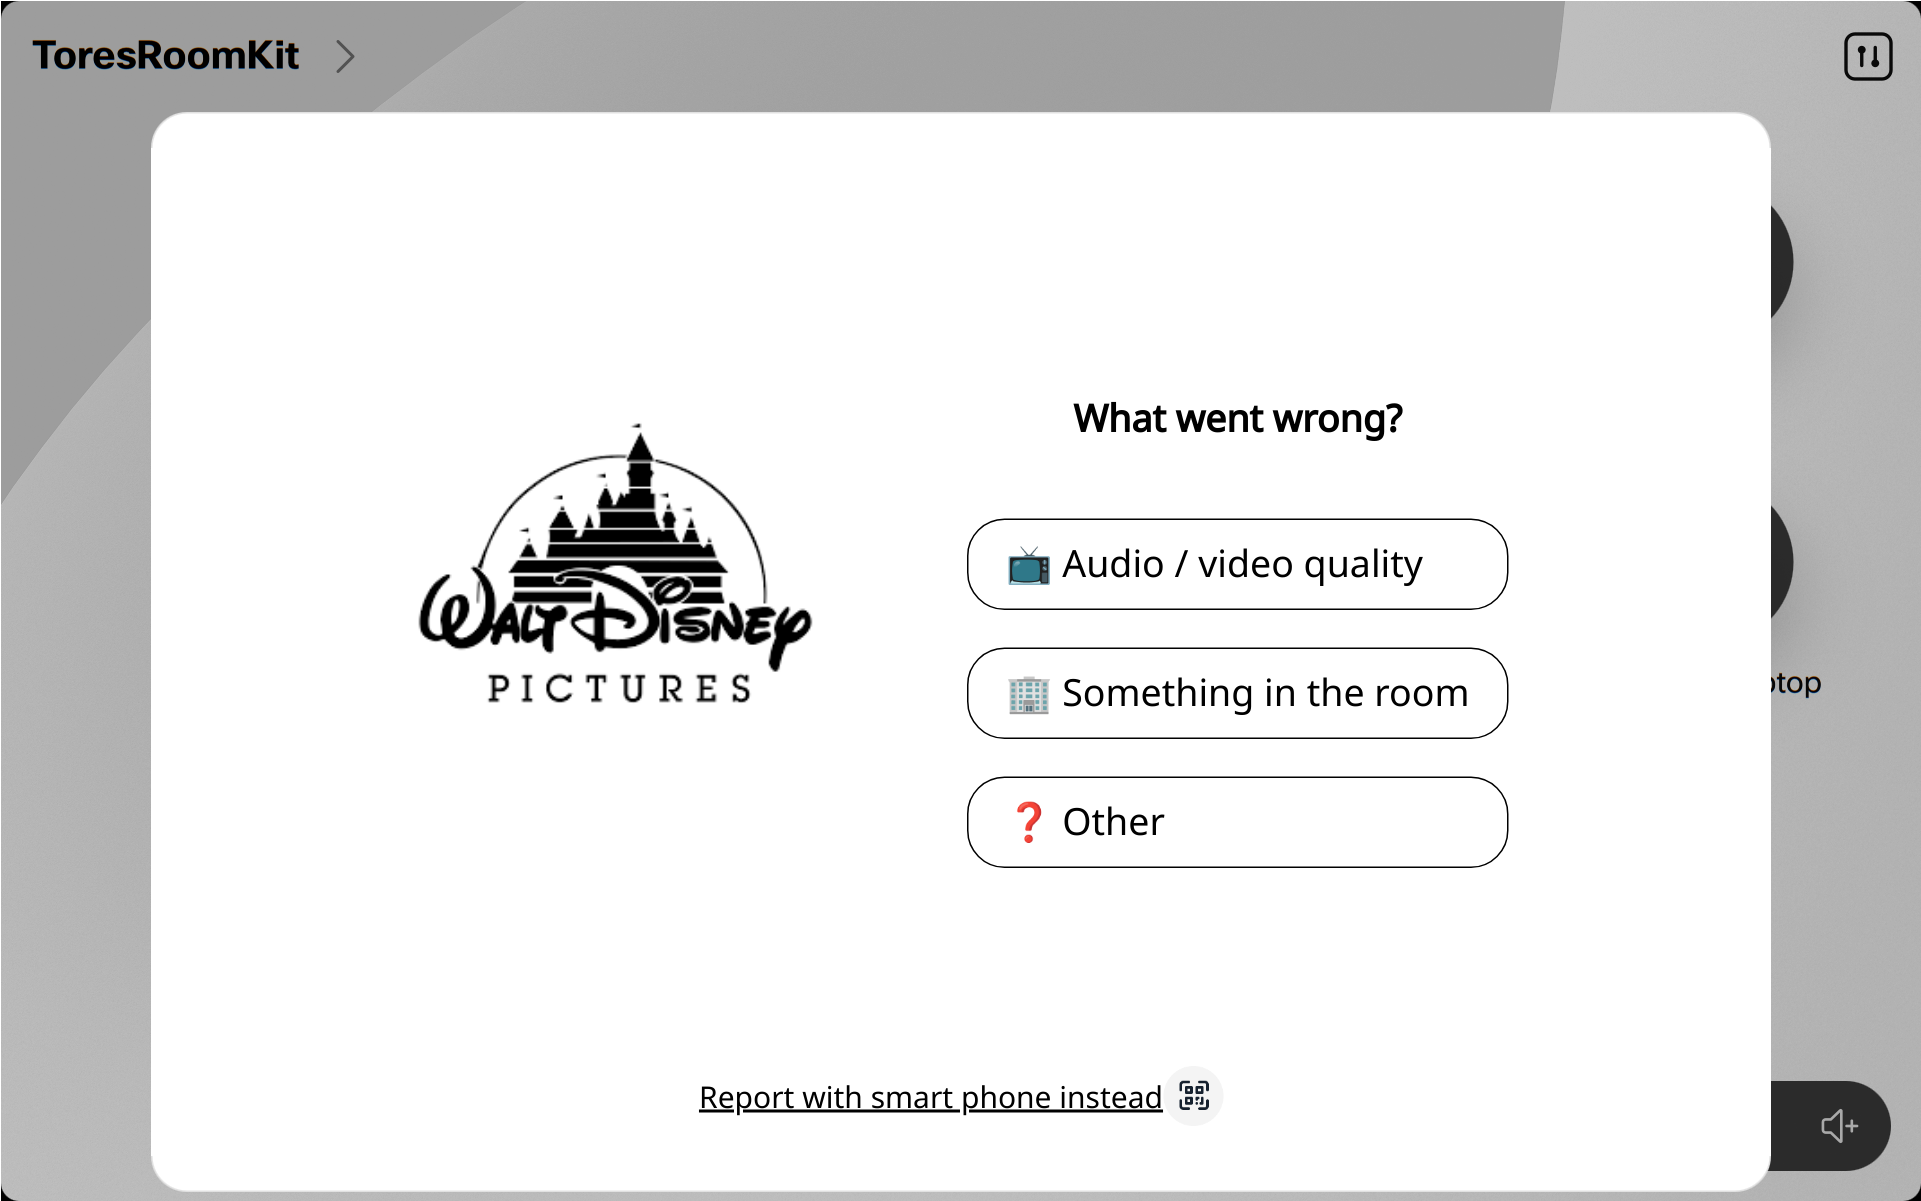 ToresRoomKit
What went wrong?
WALT DISNEY
PICTURES
Audio / video quality
Something in the room
Other
Report with smart phone instead